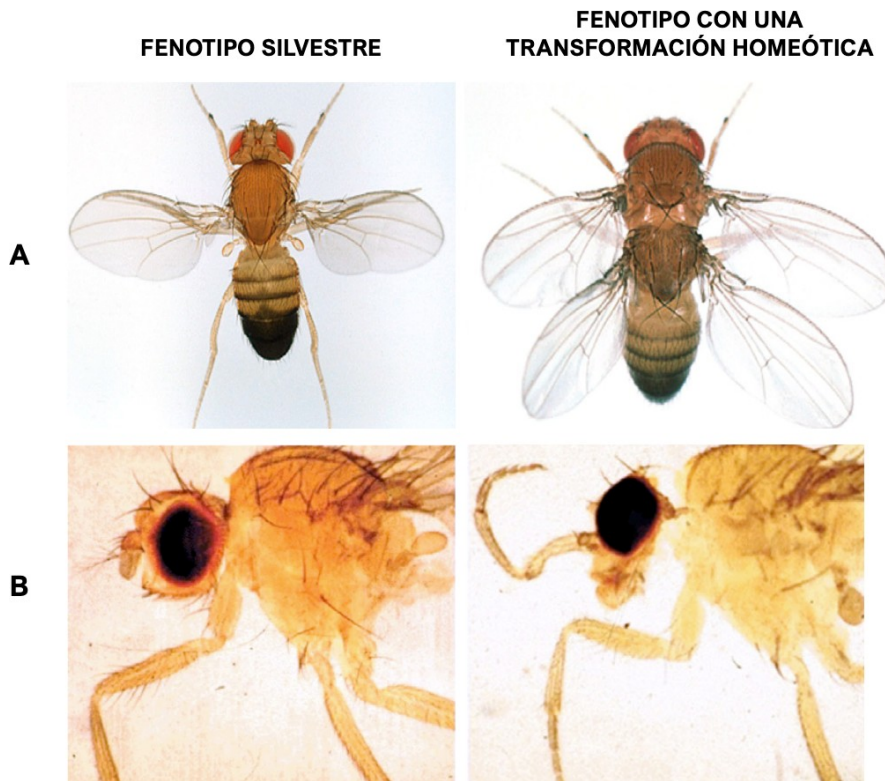 FENOTIPO SILVESTRE
FENOTIPO CON UNA
TRANSFORMACIÓN HOMEÓTICA
A
B